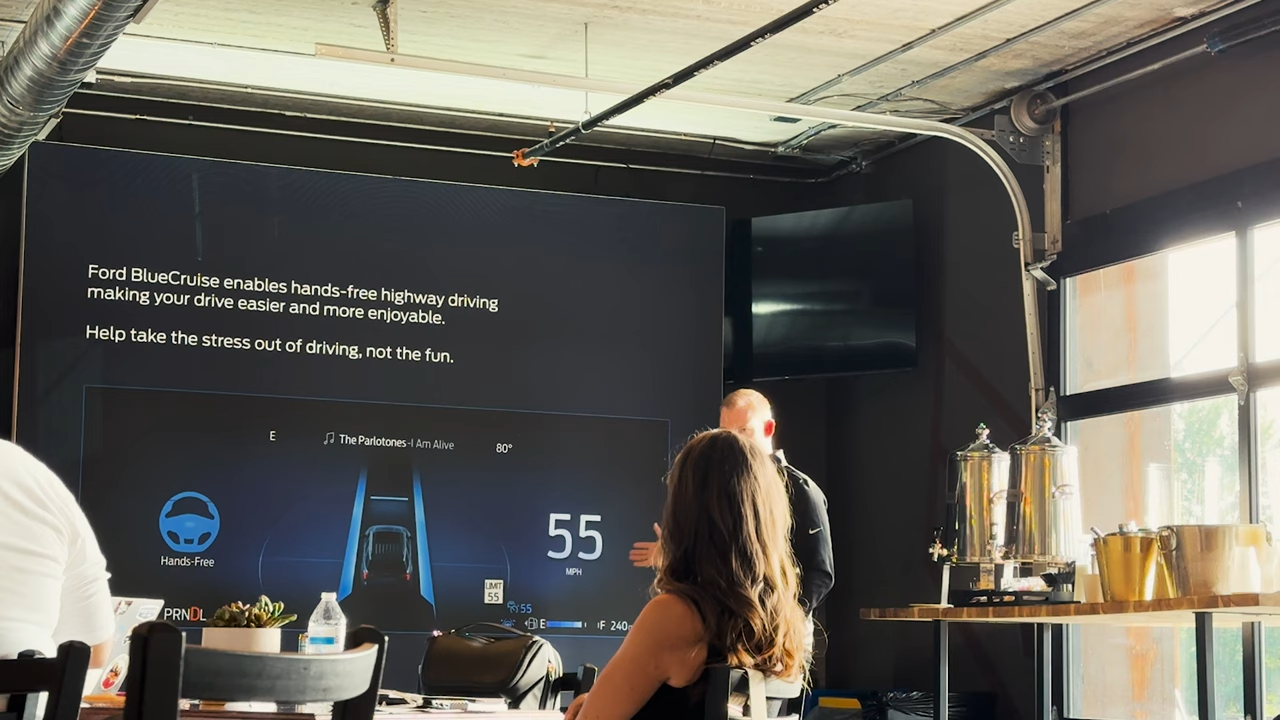 Ford BlueCruise enables hands-free highway driving
making your drive easier and more enjoyable.
Help take the stress out of driving, not the fun.
E The Parlotones-I Am Alive 80°
Hands-Free
55
MPH
LIMIT
55
55
PRNDL
E F 240